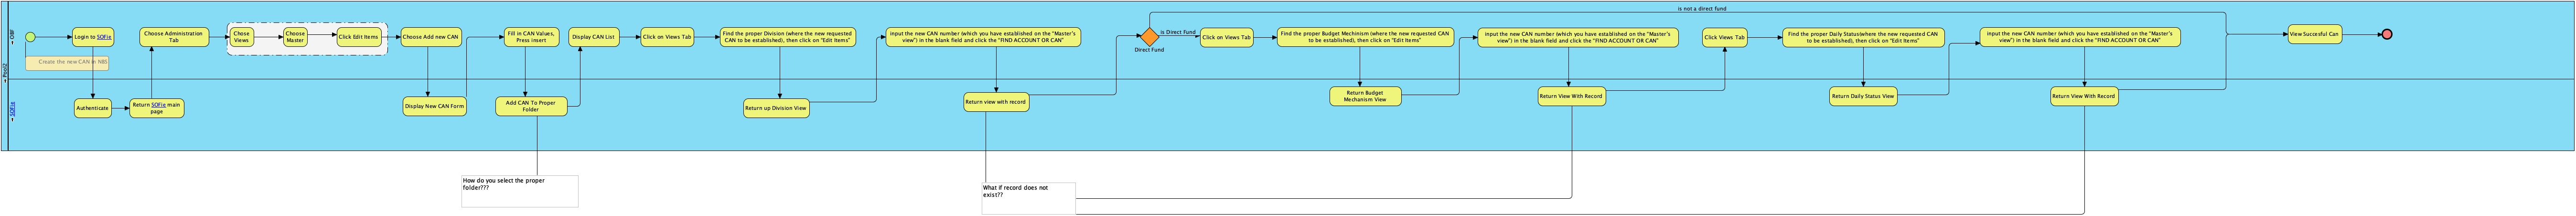 Pool2
OBF
SOFie
Create the new CAN in NBS
Login to SOFie
Authenticate
Return SOFie main
page
Choose Administration
Tab
Chose
Views
Choose
Master
Click Edit Items
Choose Add new CAN
Display New CAN Form
Fill in CAN Values,
Press insert
Add CAN To Proper
Folder
How do you select the proper
folder???
Display CAN List
Click on Views Tab
Find the proper Division (where the new requested
CAN to be established), then click on "Edit Items"
Return up Division View
input the new CAN number (which you have established on the "Master's
view") in the blank field and click the "FIND ACCOUNT OR CAN"
Return view with record
What if record does not
exist??
Direct Fund
is Direct Fund
is not a direct fund
Click on Views Tab
Find the proper Budget Mechinism (where the new requested CAN
to be established), then click on "Edit Items"
Return Budget
Mechanism View
input the new CAN number (which you have established on the "Master's
view") in the blank field and click the "FIND ACCOUNT OR CAN"
Return View With Record
Click Views Tab
Find the proper Daily Status(where the new requested CAN
to be established), then click on "Edit Items"
Return Daily Status View
input the new CAN number (which you have established on the "Master's
view") in the blank field and click the "FIND ACCOUNT OR CAN"
Return View With Record
View Succesful Can